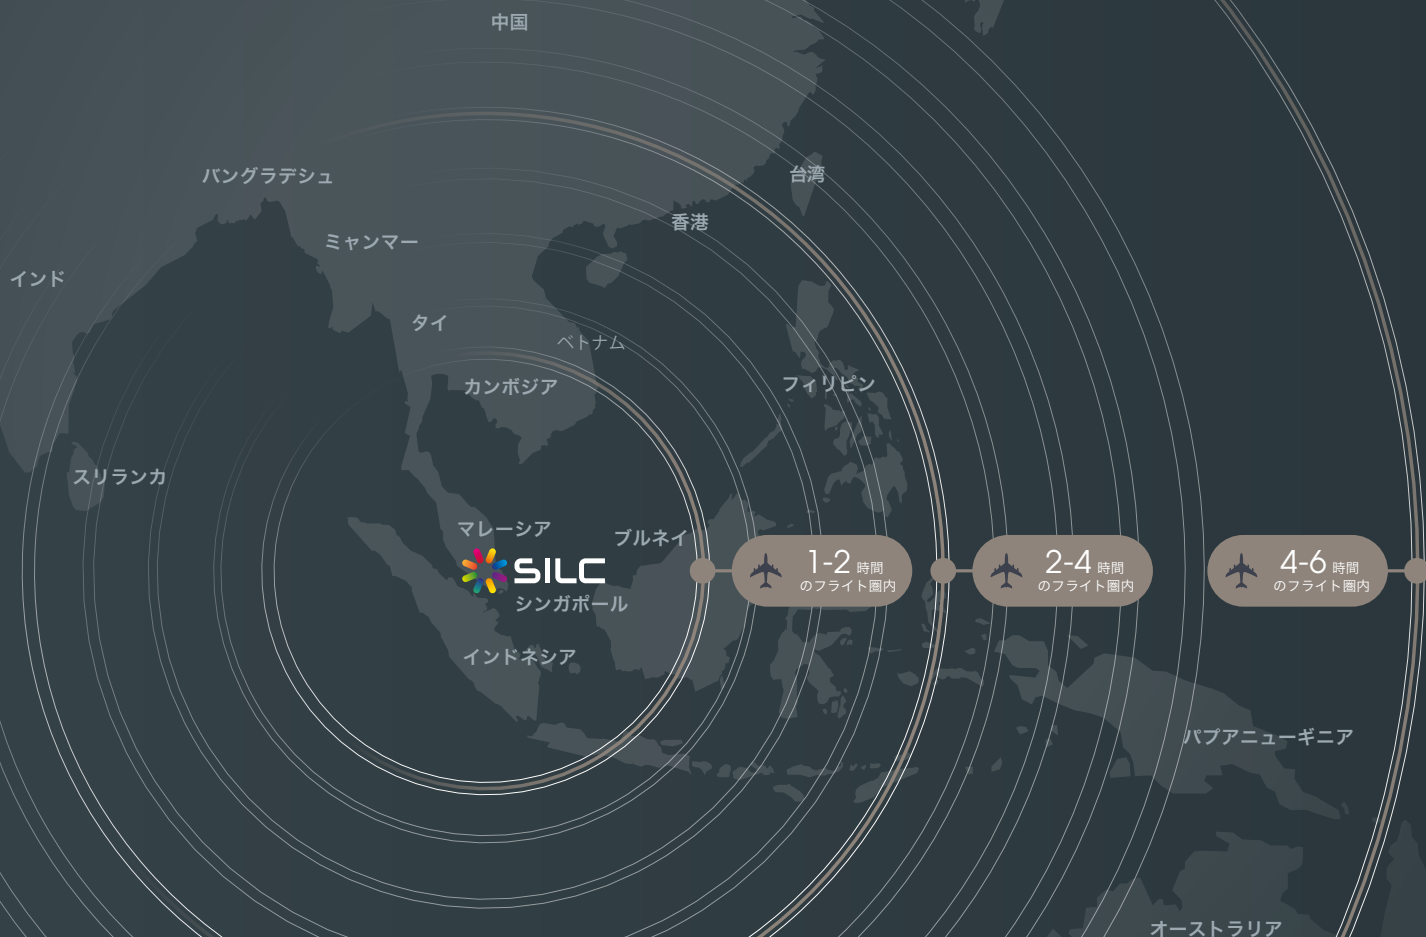 中国
バングラデシュ
台湾
香港
ミャンマー
インド
タイ
ベトナム
カンボジア
フィリピン
スリランカ
マレーシア
ブルネイ
SILC
シンガポール
1-2 時間
のフライト圏内
2-4 時間
のフライト圏内
4-6 時間
のフライト圏内
インドネシア
パプアニューギニア
オーストラリア